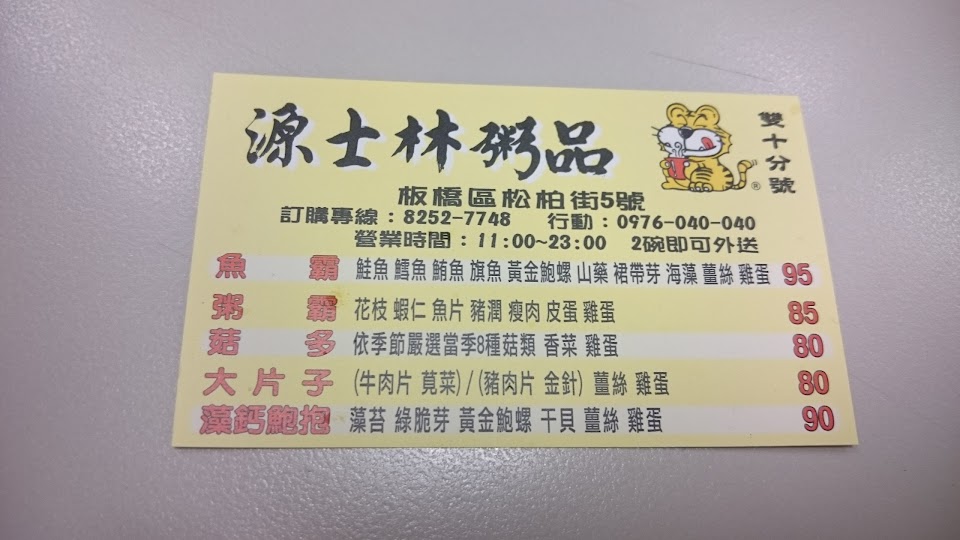 源士林粥品
雙十分號
®
板橋區松柏街5號
訂購專線：8252-7748 行動：0976-040-040
營業時間：11:00~23:00 2碗即可外送
魚霸 鮭魚 鱈魚 鮪魚 旗魚 黃金鮑螺 山藥 裙帶芽 海藻 薑絲 雞蛋 95
粥霸 花枝 蝦仁 魚片 豬潤 瘦肉 皮蛋 雞蛋 85
菇多 依季節嚴選當季8種菇類 香菜 雞蛋 80
大片子 (牛肉片 莧菜) / (豬肉片 金針) 薑絲 雞蛋 80
藻鈣鮑抱 藻苔 綠脆芽 黃金鮑螺 干貝 薑絲 雞蛋 90